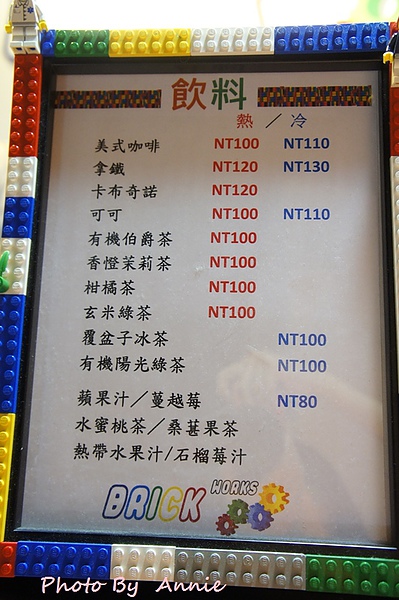 飲料
熱／冷
美式咖啡 NT100 NT110
拿鐵 NT120 NT130
卡布奇諾 NT120
可可 NT100 NT110
有機伯爵茶 NT100
香橙茉莉茶 NT100
柑橘茶 NT100
玄米綠茶 NT100
覆盆子冰茶 NT100
有機陽光綠茶 NT100
蘋果汁／蔓越莓 NT80
水蜜桃茶／桑葚果茶
熱帶水果汁/石榴莓汁
BRICK WORKS
Photo By Annie